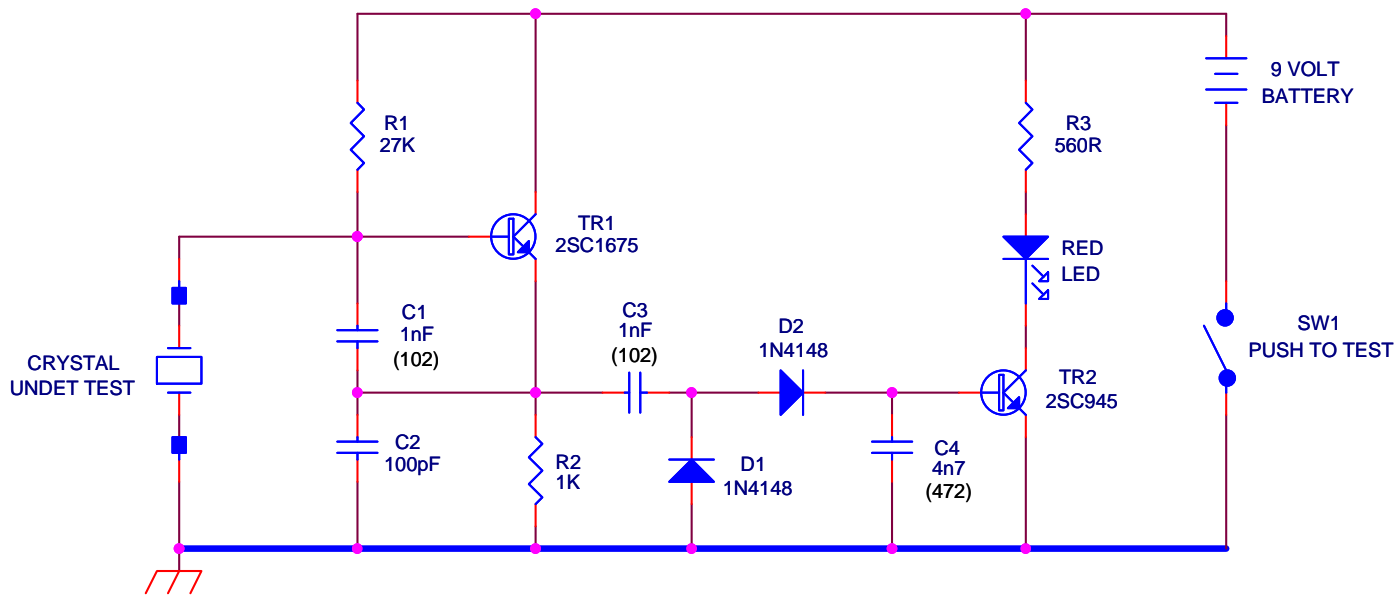 R1
27K
TR1
2SC1675
C1
1nF
(102)
C2
100pF
CRYSTAL
UNDET TEST
R2
1K
C3
1nF
(102)
D1
1N4148
D2
1N4148
C4
4n7
(472)
R3
560R
RED
LED
TR2
2SC945
9 VOLT
BATTERY
SW1
PUSH TO TEST